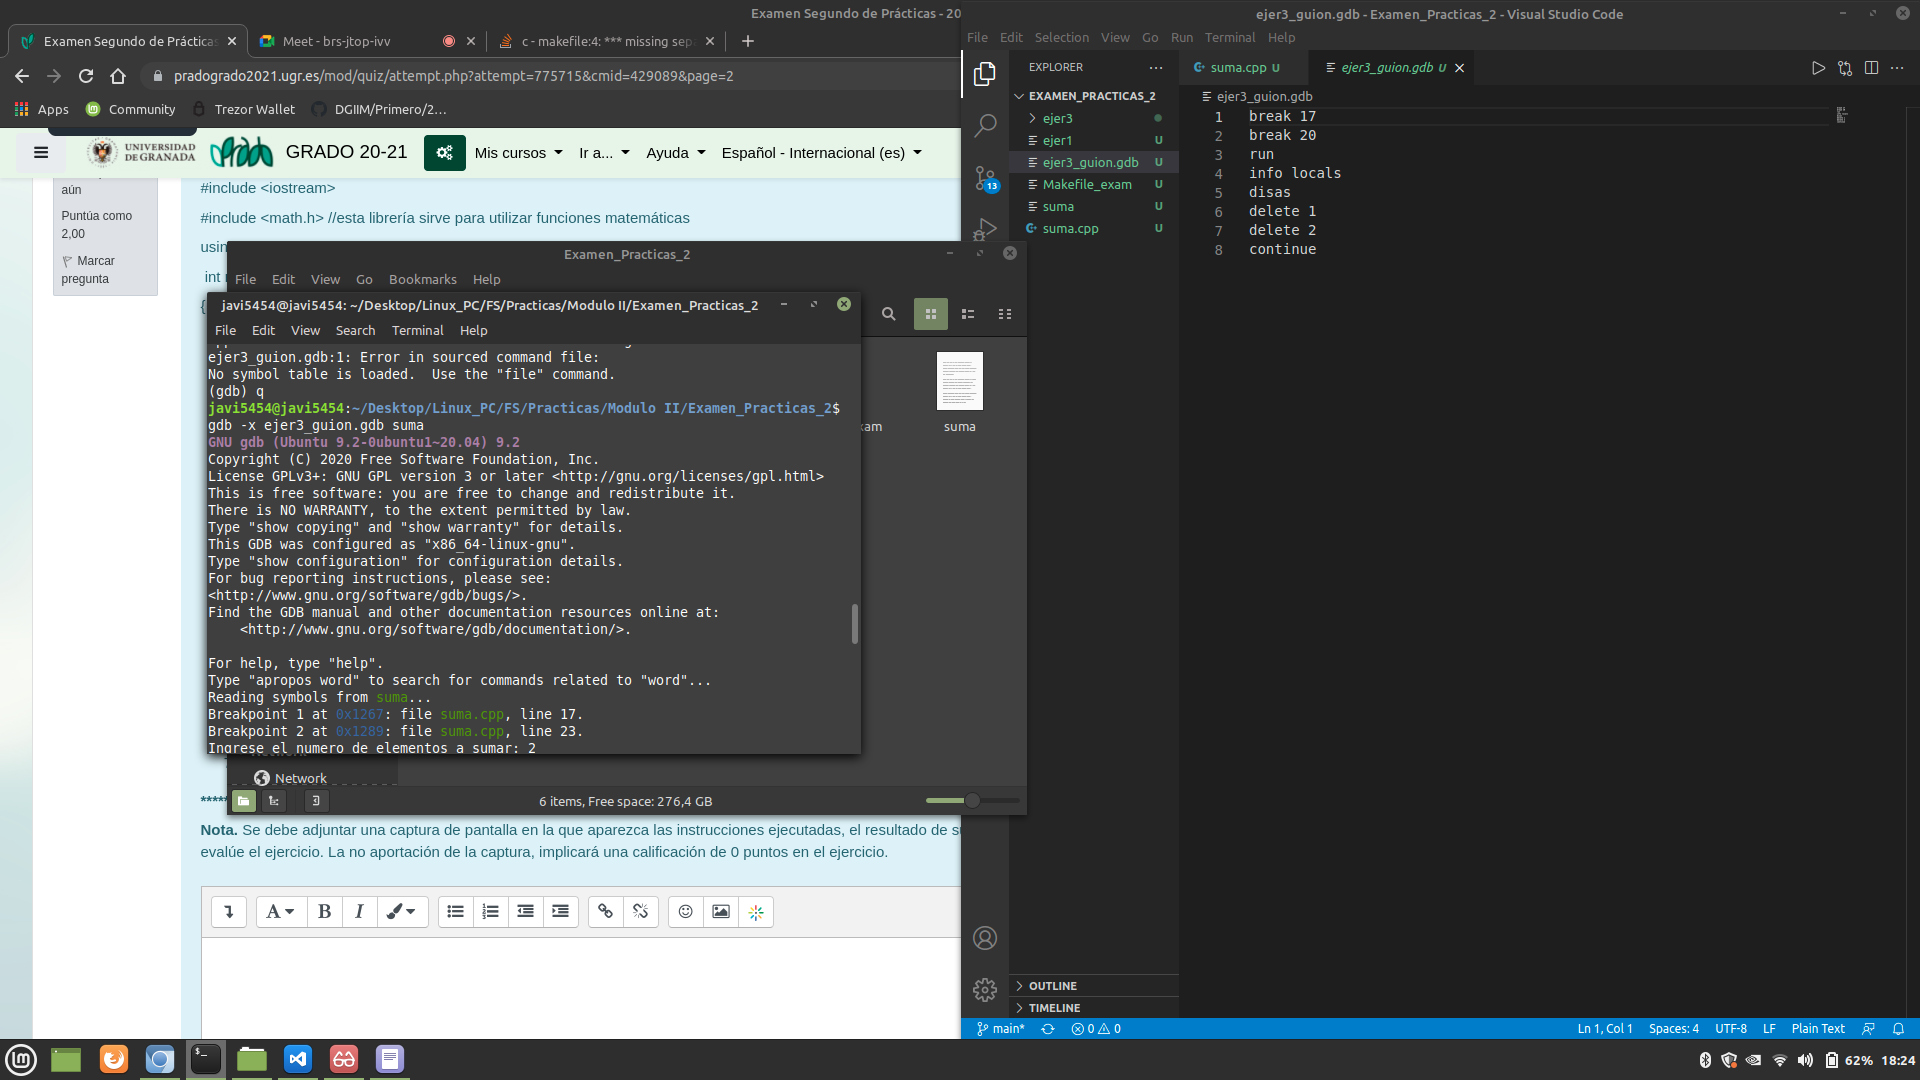 Examen Segundo de Prácticas - 20
Examen Segundo de Prácticas
Meet - brs-jtop-ivv
c - makefile:4: *** missing sep
pradogrado2021.ugr.es/mod/quiz/attempt.php?attempt=775715&cmid=429089&page=2
Apps
Community
Trezor Wallet
DGIIM/Primero/2...
UNIVERSIDAD
DE GRANADA
GRADO 20-21
Mis cursos
Ir a...
Ayuda
Español - Internacional (es)
aún
Puntúa como
2,00
Marcar
pregunta
#include <iostream>
#include <math.h> //esta librería sirve para utilizar funciones matemáticas
usin
int
{
Examen_Practicas_2
File Edit View Go Bookmarks Help
suma
javi5454@javi5454: ~/Desktop/Linux_PC/FS/Practicas/Modulo II/Examen_Practicas_2
File Edit View Search Terminal Help
ejer3_guion.gdb:1: Error in sourced command file:
No symbol table is loaded.  Use the "file" command.
(gdb) q
javi5454@javi5454:~/Desktop/Linux_PC/FS/Practicas/Modulo II/Examen_Practicas_2$
gdb -x ejer3_guion.gdb suma
GNU gdb (Ubuntu 9.2-0ubuntu1~20.04) 9.2
Copyright (C) 2020 Free Software Foundation, Inc.
License GPLv3+: GNU GPL version 3 or later <http://gnu.org/licenses/gpl.html>
This is free software: you are free to change and redistribute it.
There is NO WARRANTY, to the extent permitted by law.
Type "show copying" and "show warranty" for details.
This GDB was configured as "x86_64-linux-gnu".
Type "show configuration" for configuration details.
For bug reporting instructions, please see:
<http://www.gnu.org/software/gdb/bugs/>.
Find the GDB manual and other documentation resources online at:
    <http://www.gnu.org/software/gdb/documentation/>.
For help, type "help".
Type "apropos word" to search for commands related to "word"...
Reading symbols from suma...
Breakpoint 1 at 0x1267: file suma.cpp, line 17.
Breakpoint 2 at 0x1289: file suma.cpp, line 23.
Ingrese el numero de elementos a sumar: 2
Network
6 items, Free space: 276,4 GB
*****
Nota. Se debe adjuntar una captura de pantalla en la que aparezca las instrucciones ejecutadas, el resultado de su
evalúe el ejercicio. La no aportación de la captura, implicará una calificación de 0 puntos en el ejercicio.
A B I
ejer3_guion.gdb - Examen_Practicas_2 - Visual Studio Code
File Edit Selection View Go Run Terminal Help
EXPLORER
EXAMEN_PRACTICAS_2
ejer3
ejer1 U
ejer3_guion.gdb U
Makefile_exam U
suma U
suma.cpp U
13
OUTLINE
TIMELINE
suma.cpp U
ejer3_guion.gdb U
ejer3_guion.gdb
1 break 17
2 break 20
3 run
4 info locals
5 disas
6 delete 1
7 delete 2
8 continue
main* 0 0
Ln 1, Col 1 Spaces: 4 UTF-8 LF Plain Text
62% 18:24